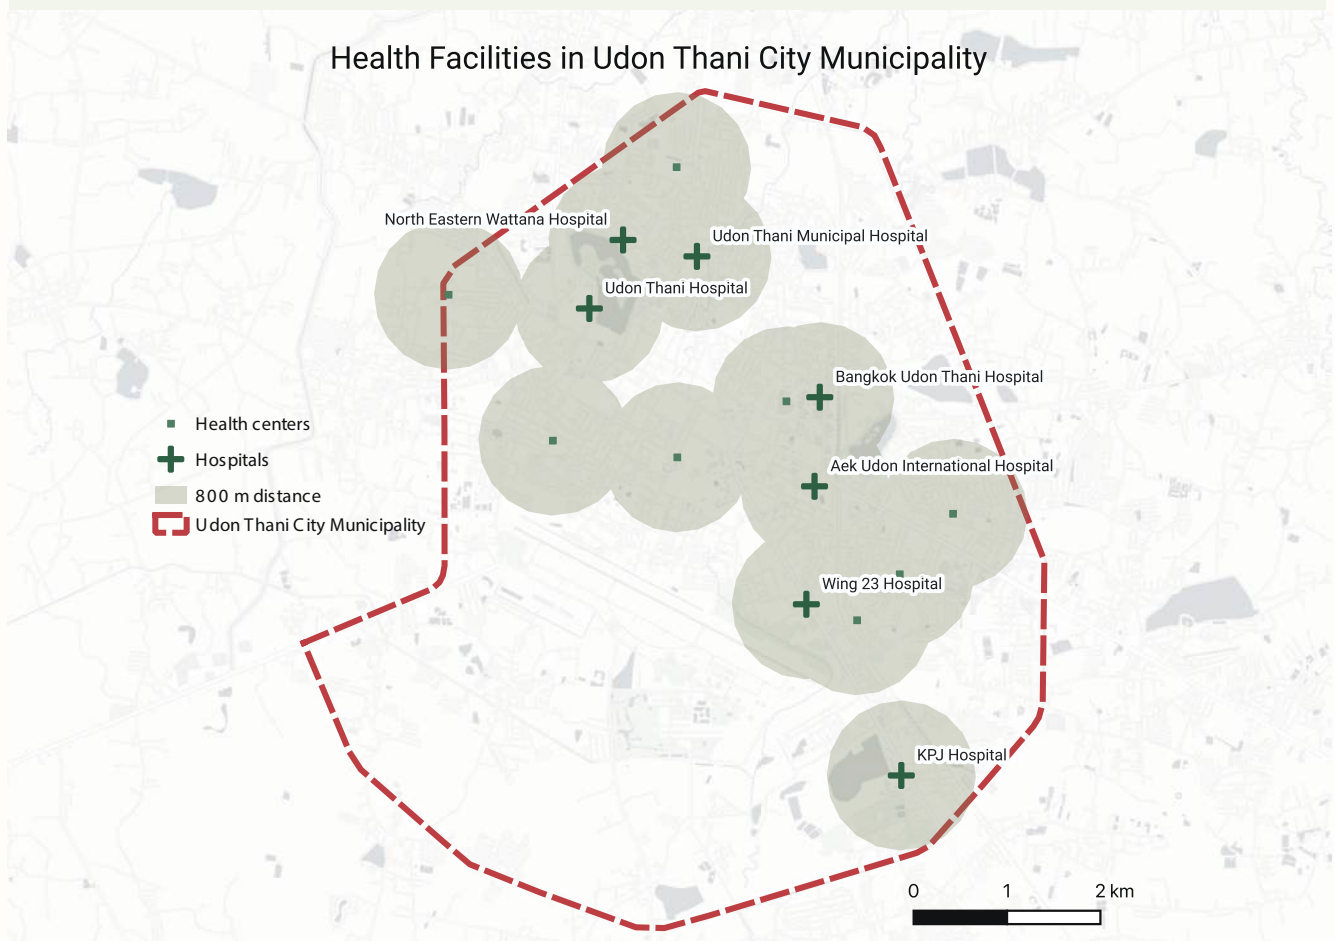 Health Facilities in Udon Thani City Municipality
North Eastern Wattana Hospital
Udon Thani Municipal Hospital
Udon Thani Hospital
Bangkok Udon Thani Hospital
Health centers
Hospitals
Aek Udon International Hospital
800 m distance
Udon Thani City Municipality
Wing 23 Hospital
KPJ Hospital
0 1 2 km